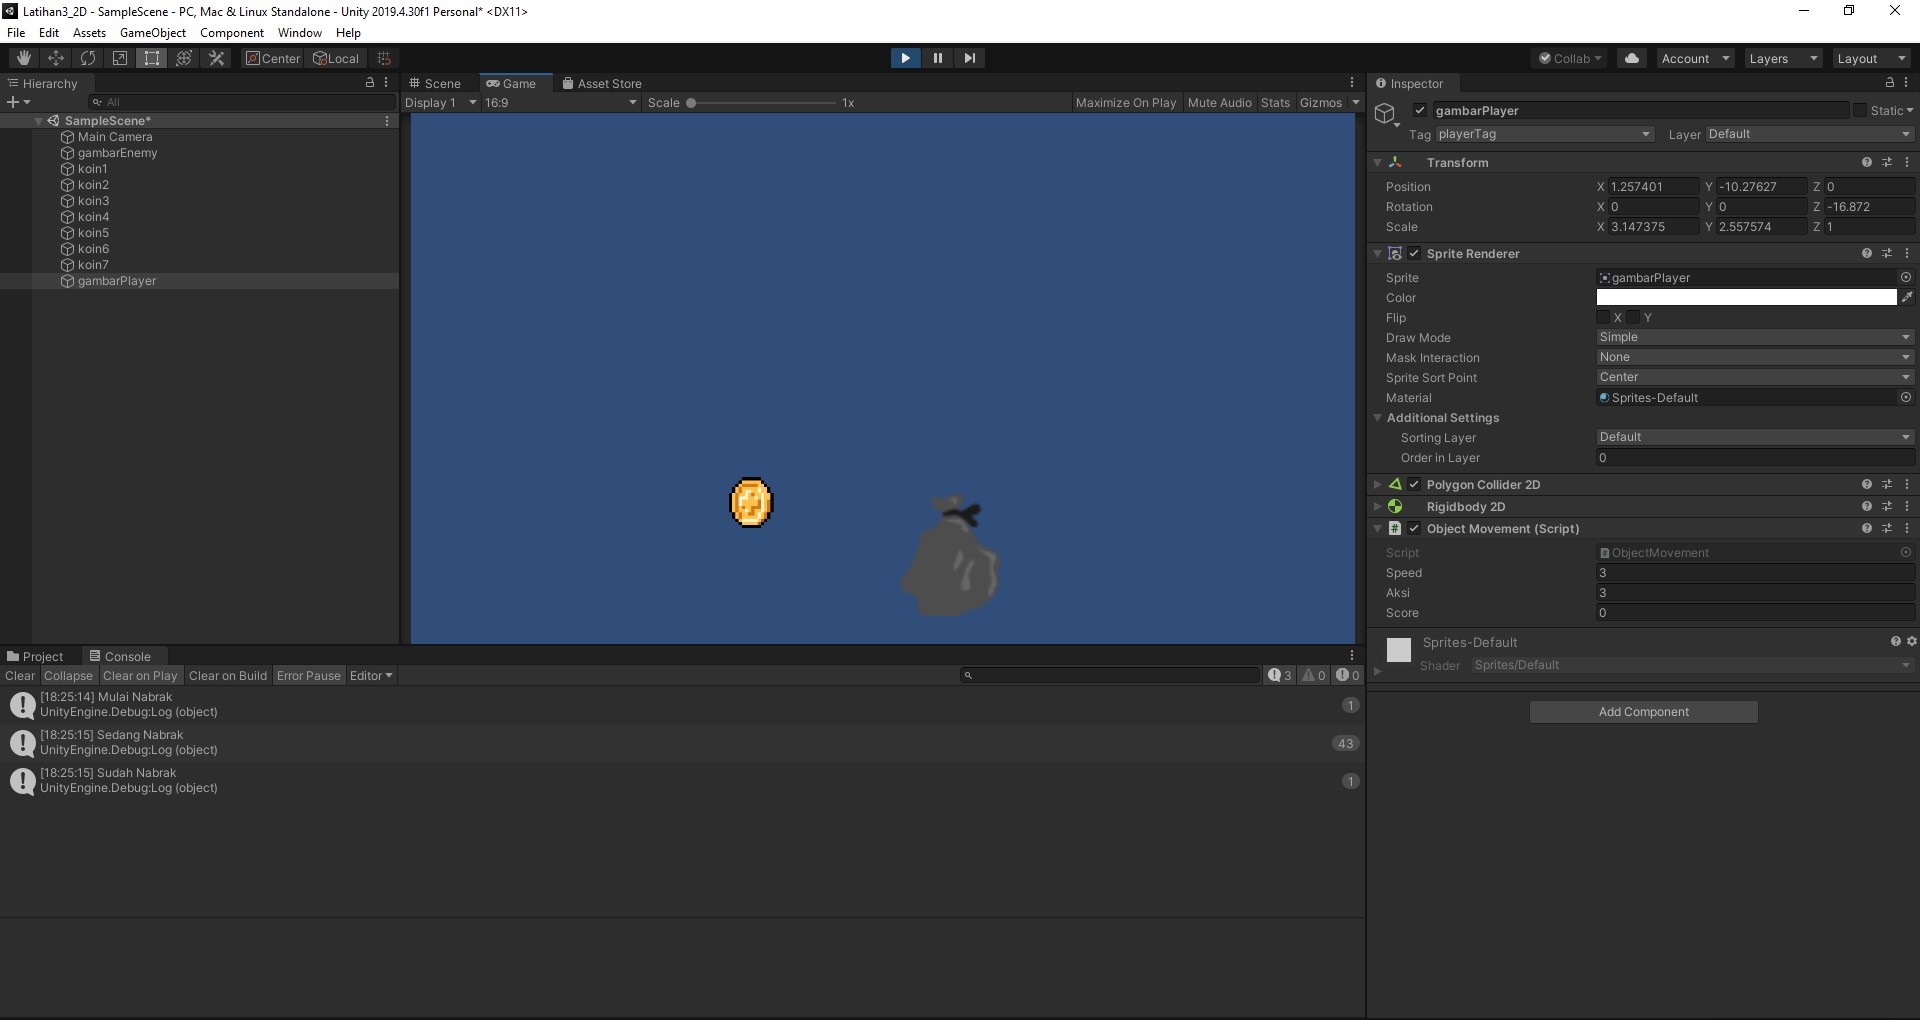 Latihan3_2D - SampleScene - PC, Mac & Linux Standalone - Unity 2019.4.30f1 Personal* <DX11>
File Edit Assets GameObject Component Window Help
Center Local Collab Account Layers Layout
Hierarchy
All
SampleScene*
Main Camera
gambarEnemy
koin1
koin2
koin3
koin4
koin5
koin6
koin7
gambarPlayer
Scene Game Asset Store
Display 1 16:9 Scale 1x Maximize On Play Mute Audio Stats Gizmos
Inspector
gambarPlayer Static
Tag playerTag Layer Default
Transform
Position X 1.257401 Y -10.27627 Z 0
Rotation X 0 Y 0 Z -16.872
Scale X 3.147375 Y 2.557574 Z 1
Sprite Renderer
Sprite gambarPlayer
Color
Flip X Y
Draw Mode Simple
Mask Interaction None
Sprite Sort Point Center
Material Sprites-Default
Additional Settings
Sorting Layer Default
Order in Layer 0
Polygon Collider 2D
Rigidbody 2D
# Object Movement (Script)
Script ObjectMovement
Speed 3
Aksi 3
Score 0
Sprites-Default
Shader Sprites/Default
Add Component
Project Console
Clear Collapse Clear on Play Clear on Build Error Pause Editor 3 0 0
[18:25:14] Mulai Nabrak
UnityEngine.Debug:Log (object)
1
[18:25:15] Sedang Nabrak
UnityEngine.Debug:Log (object)
43
[18:25:15] Sudah Nabrak
UnityEngine.Debug:Log (object)
1